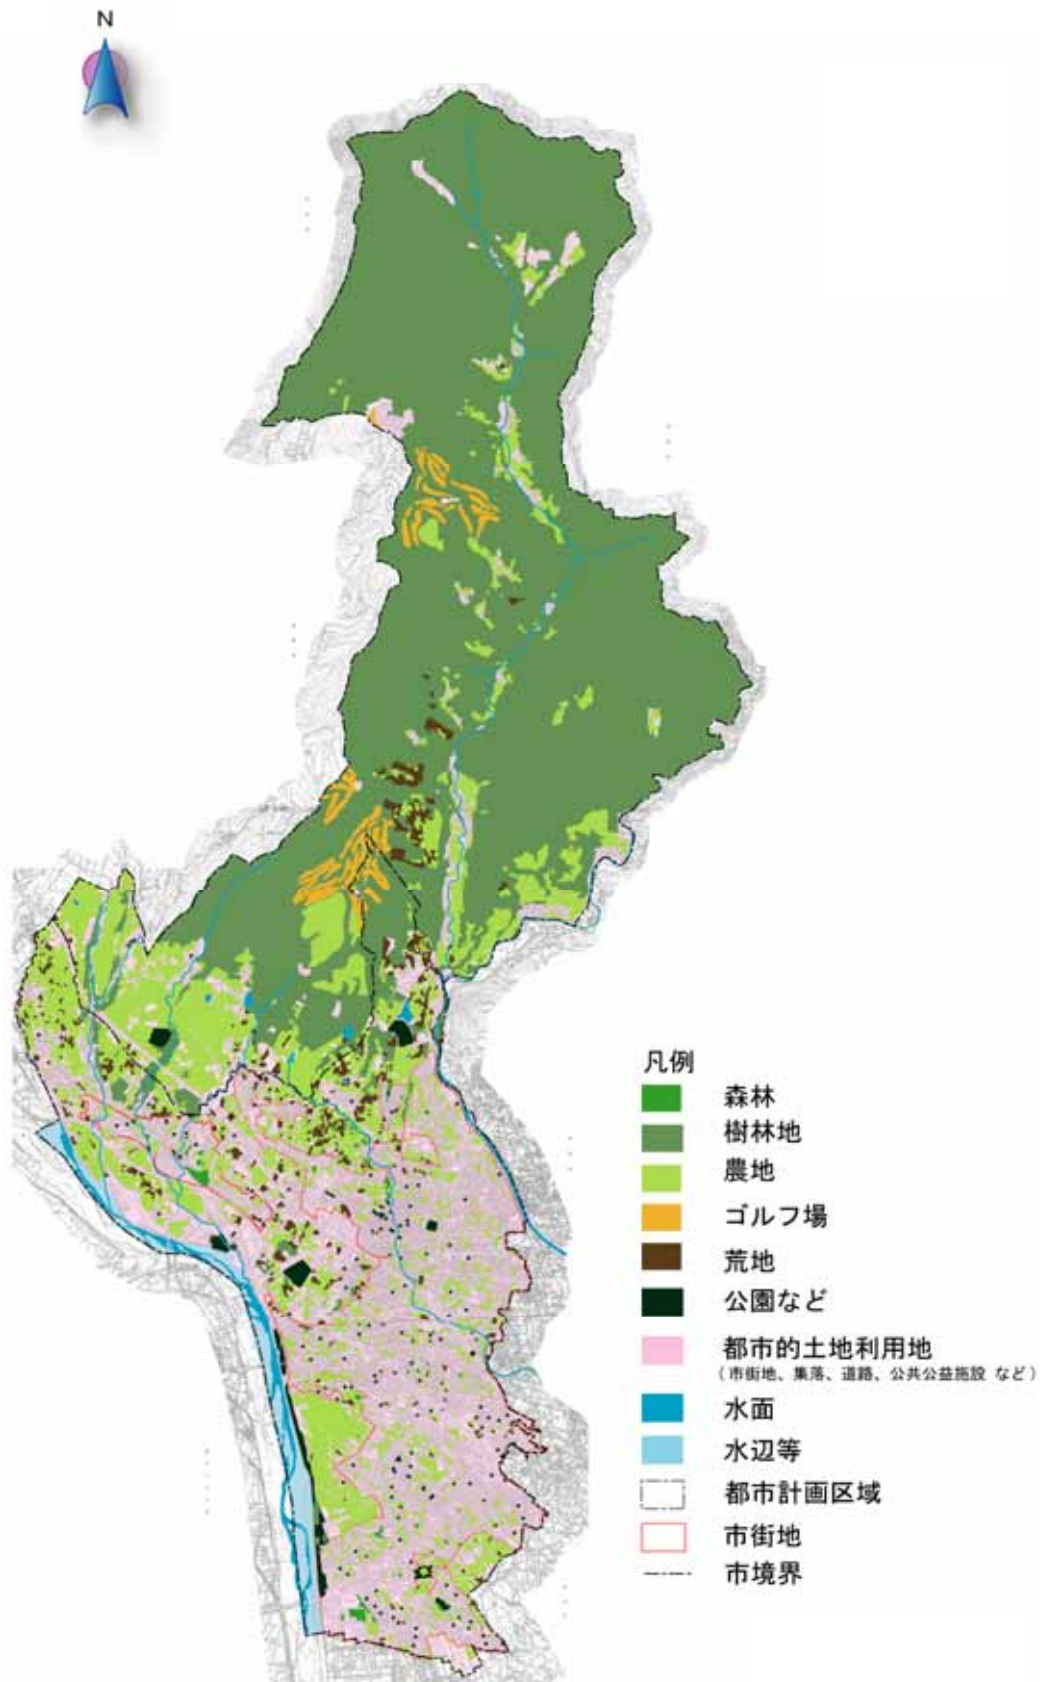 N
凡例
森林
樹林地
農地
ゴルフ場
荒地
公園など
都市的土地利用地
(市街地、集落、道路、公共公益施設 など)
水面
水辺等
都市計画区域
市街地
市境界